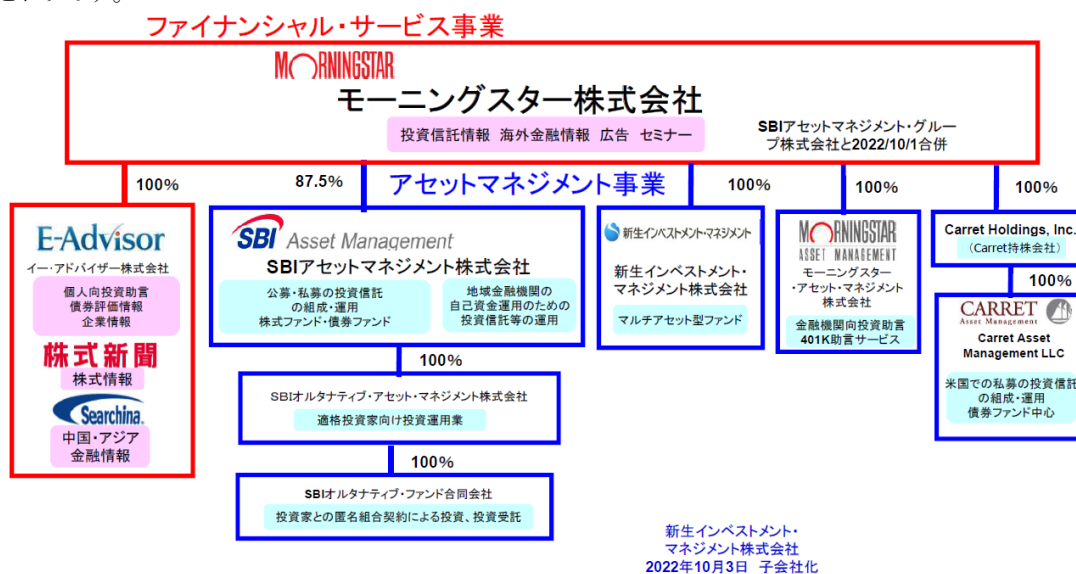 ファイナンシャル・サービス事業
MORNINGSTAR
モーニングスター株式会社
投資信託情報 海外金融情報 広告 セミナー
SBIアセットマネジメント・グルー
プ株式会社と2022/10/1合併
100%
87.5%
アセットマネジメント事業
100%
100%
100%
E-Advisor
イー・アドバイザー株式会社
個人向投資助言
債券評価情報
企業情報
株式新聞
株式情報
Searchina.
中国・アジア
金融情報
SBI Asset Management
SBIアセットマネジメント株式会社
公募・私募の投資信託
の組成・運用
株式ファンド・債券ファンド
地域金融機関の
自己資金運用のための
投資信託等の運用
100%
SBIオルタナティブ・アセット・マネジメント株式会社
適格投資家向け投資運用業
100%
SBIオルタナティブ・ファンド合同会社
投資家との匿名組合契約による投資、投資受託
新生インベストメント・マネジメント
新生インベストメント・
マネジメント株式会社
マルチアセット型ファンド
MORNINGSTAR
ASSET MANAGEMENT
モーニングスター
・アセット・マネジメント
株式会社
金融機関向投資助言
401K助言サービス
Carret Holdings, Inc.
(Carret持株会社)
100%
CARRET
Asset Management
Carret Asset
Management LLC
米国での私募の投資信託
の組成・運用
債券ファンド中心
新生インベストメント・
マネジメント株式会社
2022年10月3日 子会社化